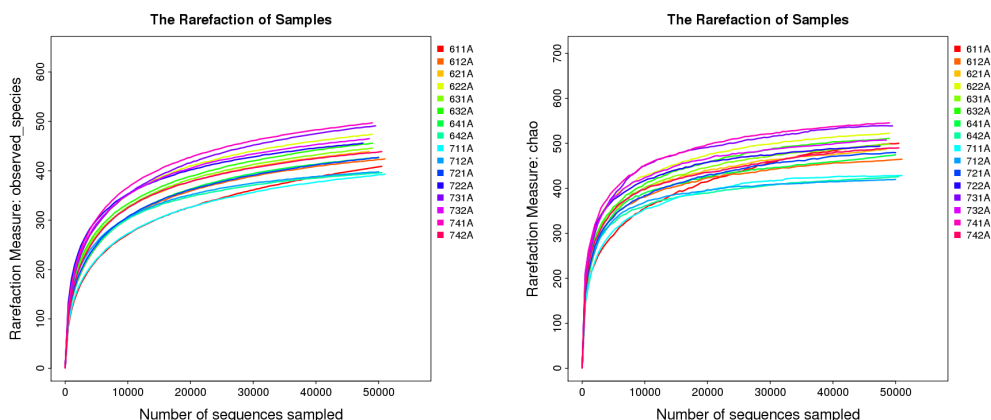 The Rarefaction of Samples
Rarefaction Measure: observed_species
600
500
400
300
200
100
0
0 10000 20000 30000 40000 50000
Number of sequences sampled
611A
612A
621A
622A
631A
632A
641A
642A
711A
712A
721A
722A
731A
732A
741A
742A
The Rarefaction of Samples
Rarefaction Measure: chao
700
600
500
400
300
200
100
0
0 10000 20000 30000 40000 50000
Number of sequences sampled
611A
612A
621A
622A
631A
632A
641A
642A
711A
712A
721A
722A
731A
732A
741A
742A